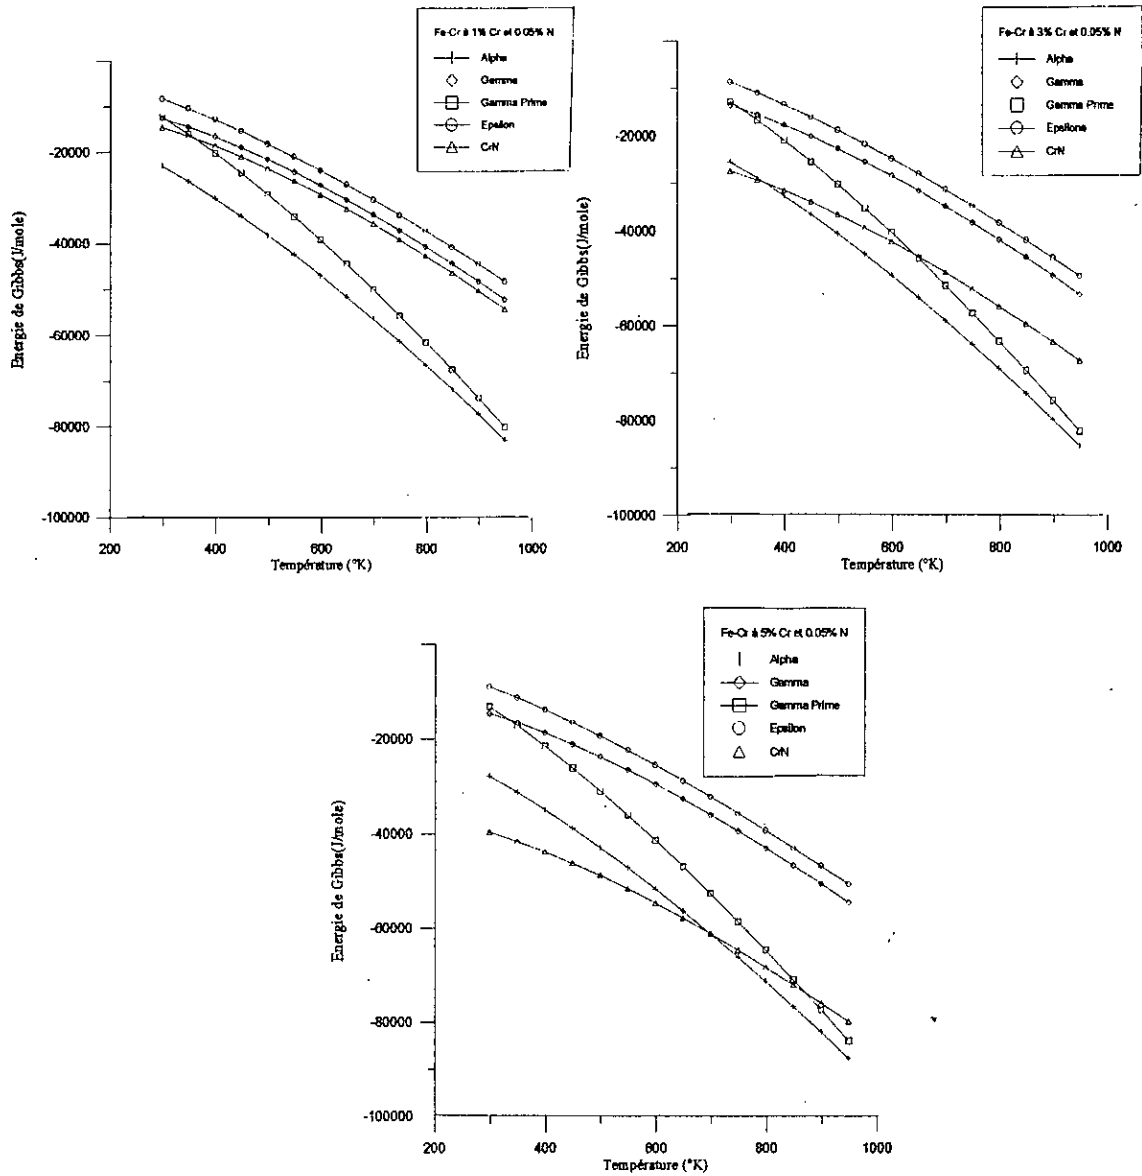 Fe-Cr à 1% Cr et 0.05% N
Alpha
Gamma
Gamma Prime
Epsilon
CrN
Energie de Gibbs(J/mole)
-20000
-40000
-60000
-80000
-100000
200
400
600
800
1000
Température (°K)
Fe-Cr à 3% Cr et 0.05% N
Alpha
Gamma
Gamma Prime
Epsilone
CrN
Energie de Gibbs(J/mole)
-20000
-40000
-60000
-80000
-100000
200
400
600
800
1000
Température (°K)
Fe-Cr à 5% Cr et 0.05% N
Alpha
Gamma
Gamma Prime
Epsilon
CrN
Energie de Gibbs(J/mole)
-20000
-40000
-60000
-80000
-100000
200
400
600
800
1000
Température (°K)